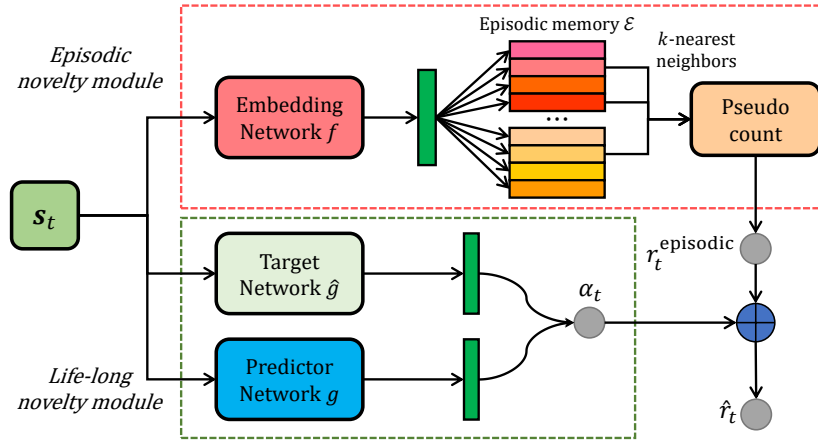 Episodic
novelty module
Embedding
Network f
Episodic memory ℰ
...
k-nearest
neighbors
Pseudo
count
s_t
r_t^episodic
Target
Network ĝ
α_t
Predictor
Network g
Life-long
novelty module
r̂_t